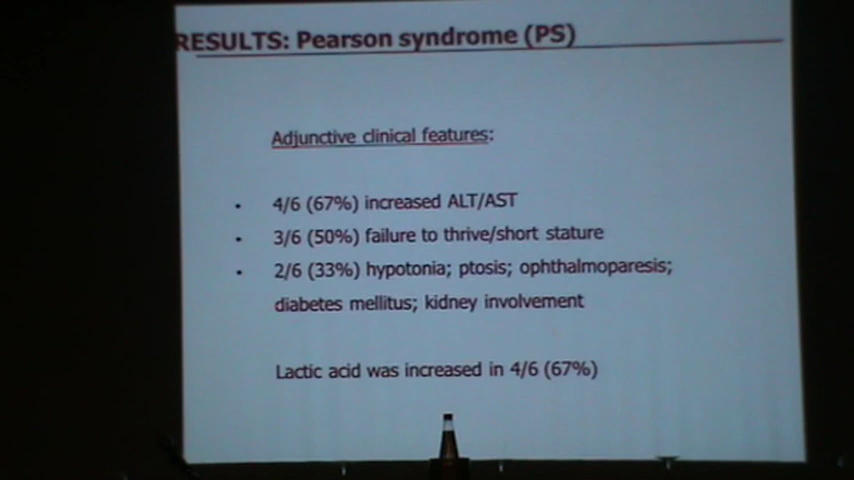 RESULTS: Pearson syndrome (PS)
Adjunctive clinical features:
• 4/6 (67%) increased ALT/AST
• 3/6 (50%) failure to thrive/short stature
• 2/6 (33%) hypotonia; ptosis; ophthalmoparesis;
diabetes mellitus; kidney involvement
Lactic acid was increased in 4/6 (67%)